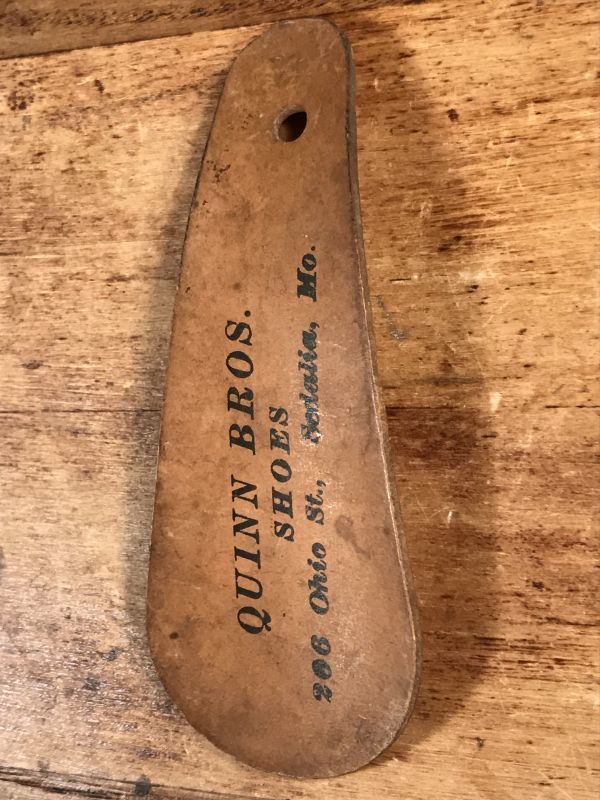 QUINN BROS.
SHOES
206 Ohio St., Sedalia, Mo.